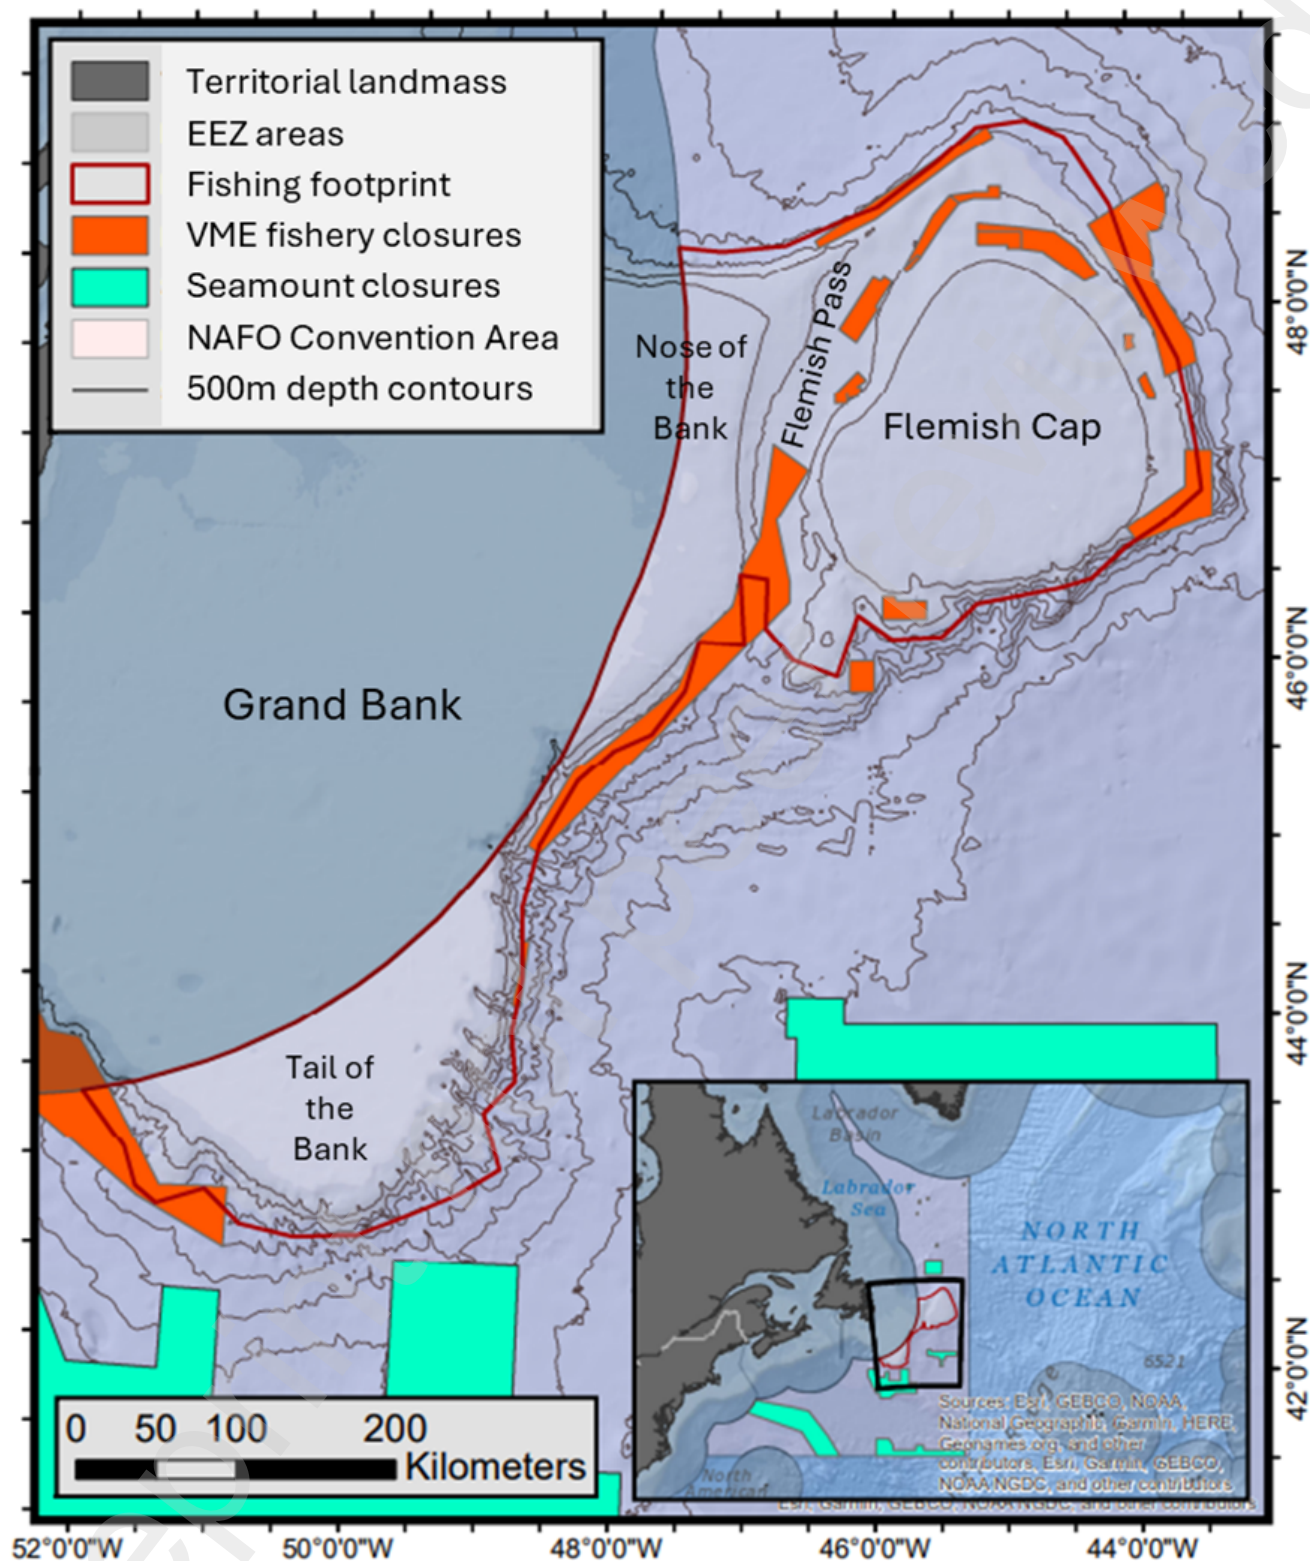 Territorial landmass
EEZ areas
Fishing footprint
VME fishery closures
Seamount closures
NAFO Convention Area
500m depth contours
Nose of
the
Bank
Flemish Pass
Flemish Cap
Grand Bank
Tail of
the
Bank
48°0'0"N
46°0'0"N
44°0'0"N
42°0'0"N
Labrador
Basin
Labrador
Sea
NORTH
ATLANTIC
OCEAN
6521
Sources: Esri, GEBCO, NOAA,
National Geographic, Garmin, HERE,
Geonames.org, and other
contributors, Esri, Garmin, GEBCO,
NOAA NGDC, and other contributors
North
American
Esri, Garmin, GEBCO, NOAA NGDC, and other contributors
0 50 100 200
Kilometers
52°0'0"W 50°0'0"W 48°0'0"W 46°0'0"W 44°0'0"W